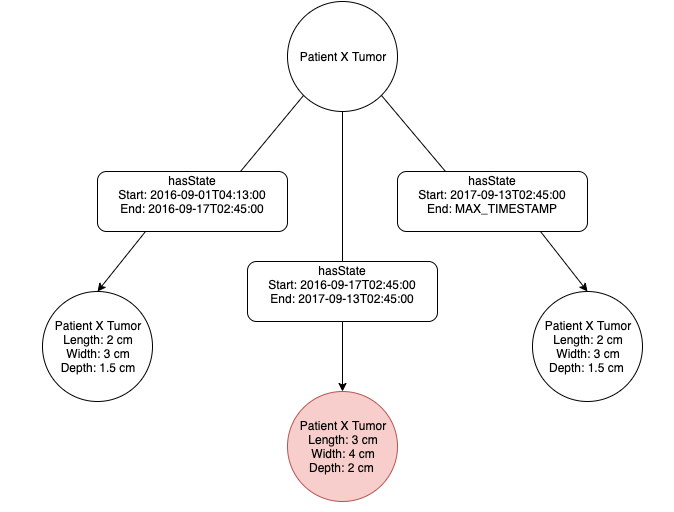 Patient X Tumor
hasState
Start: 2016-09-01T04:13:00
End: 2016-09-17T02:45:00
hasState
Start: 2017-09-13T02:45:00
End: MAX_TIMESTAMP
hasState
Start: 2016-09-17T02:45:00
End: 2017-09-13T02:45:00
Patient X Tumor
Length: 2 cm
Width: 3 cm
Depth: 1.5 cm
Patient X Tumor
Length: 2 cm
Width: 3 cm
Depth: 1.5 cm
Patient X Tumor
Length: 3 cm
Width: 4 cm
Depth: 2 cm